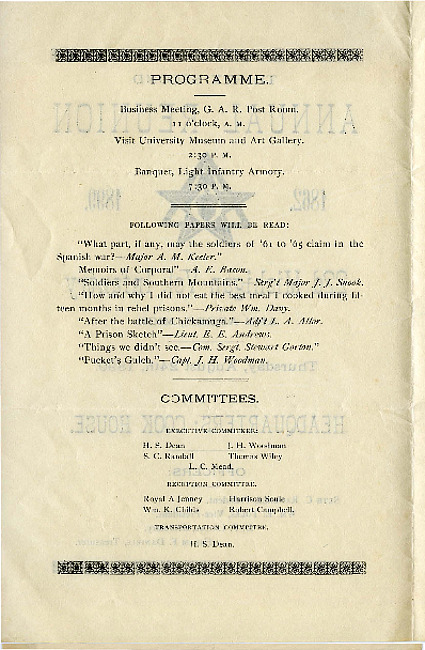 PROGRAMME.
Business Meeting, G. A. R. Post Room.
11 o'clock, A. M.
Visit University Museum and Art Gallery.
2:30 P. M.
Banquet, Light Infantry Armory.
7:30 P. M.
FOLLOWING PAPERS WILL BE READ:
"What part, if any, may the soldiers of '61 to '65 claim in the
Spanish war?—Major A. M. Keeler."
Memoirs of Corporal"—A. E. Bacon.
"Soldiers and Southern Mountains."—Serg't Major J. J. Snook.
"How and why I did not eat the best meal I cooked during fif-
teen months in rebel prisons."—Private Wm. Davy.
"After the battle of Chickamuga."—Adj't L. A. Allor.
"A Prison Sketch"—Lieut. E. E. Andrews.
"Things we didn't see.—Com. Sergt. Stewart Gorton."
"Pucket's Gulch."—Capt. J. H. Woodman.
COMMITTEES.
EXECUTIVE COMMITTEE:
H. S. Dean J. H. Woodman
S. C. Randall Thomas Wiley
L. C. Mead.
RECEPTION COMMITTEE.
Royal A Jenney Harrison Soule
Wm. K. Childs Robert Campbell.
TRANSPORTATION COMMITTEE.
H. S. Dean.